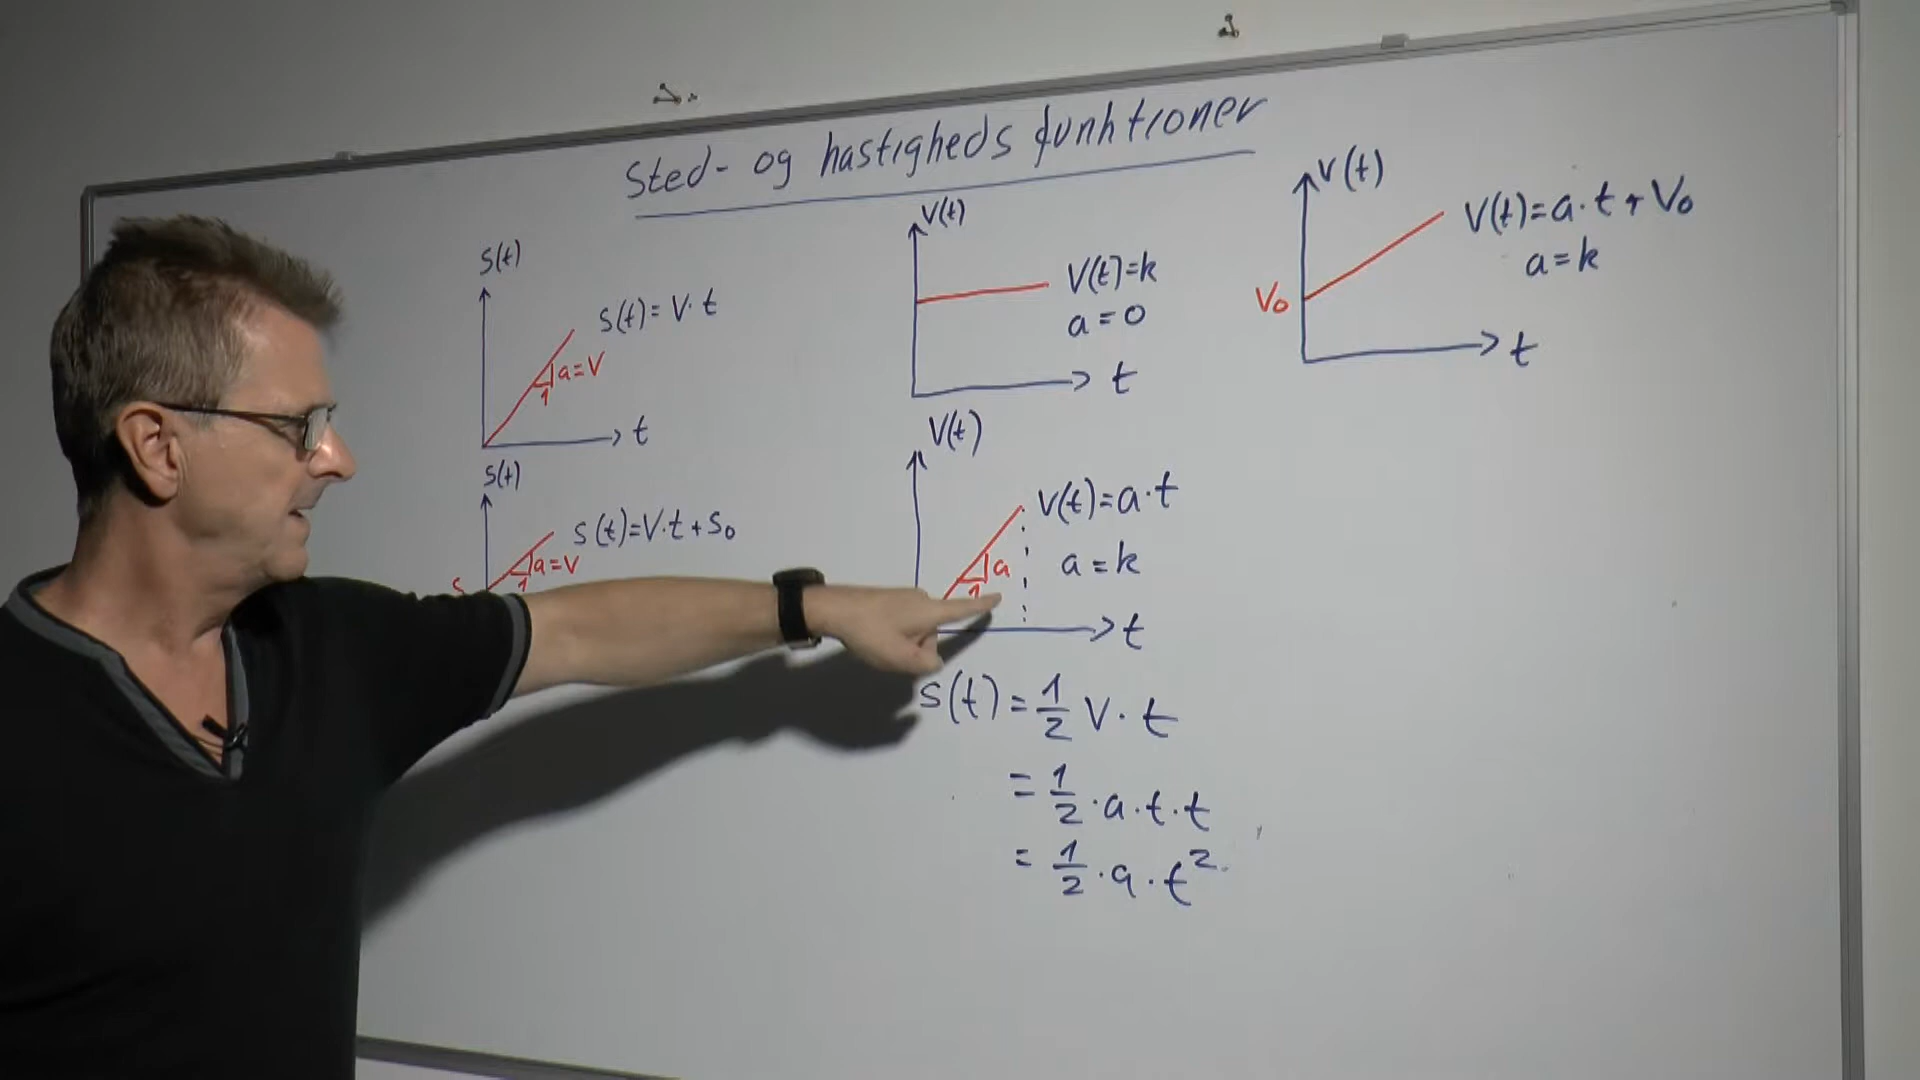 Sted- og hastigheds funktioner
S(t)
S(t)= V·t
a=V
1
t
S(t)
S(t)=V·t+S₀
a=V
1
V(t)
V(t)=k
a=0
t
V(t)
V(t)=a·t
a=k
a
1
t
S(t)=1/2 V·t
=1/2·a·t·t
=1/2·a·t²
V(t)
V(t)=a·t+V₀
a=k
V₀
t